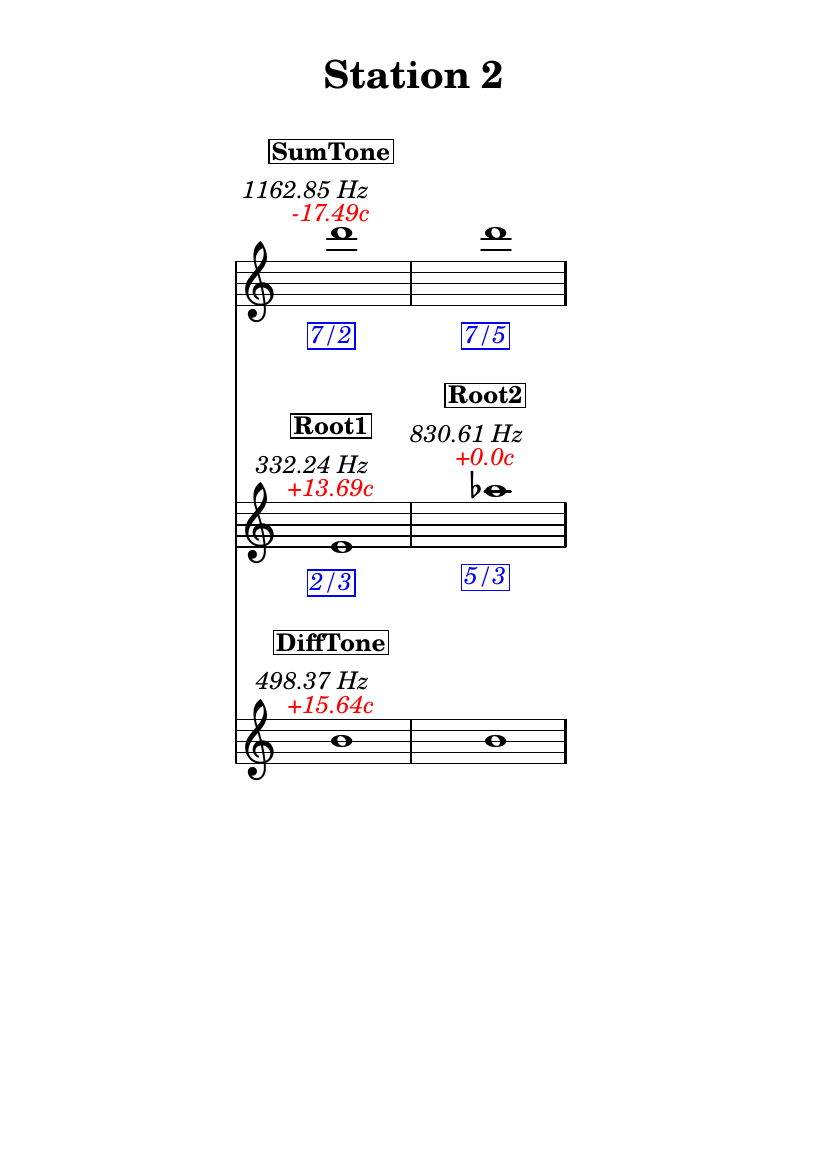 Station 2
SumTone
1162.85 Hz
-17.49c
7/2 7/5
Root2
Root1
830.61 Hz
+0.0c
332.24 Hz
+13.69c
2/3 5/3
DiffTone
498.37 Hz
+15.64c